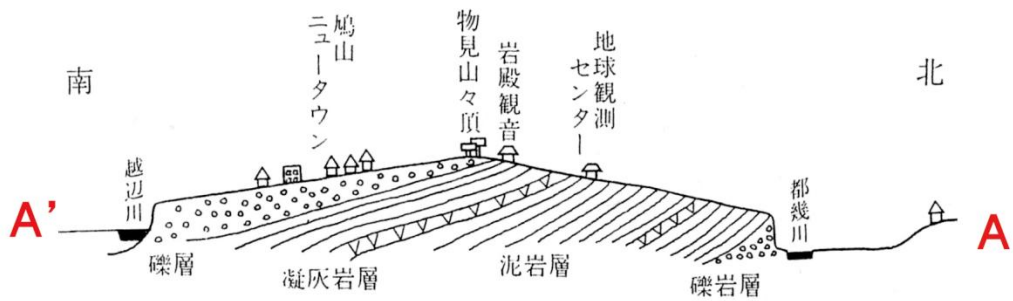 南
鳩山
ニュータウン
物見山々頂
岩殿観音
地球観測
センター
北
越辺川
都幾川
A’
A
礫層
凝灰岩層
泥岩層
礫岩層